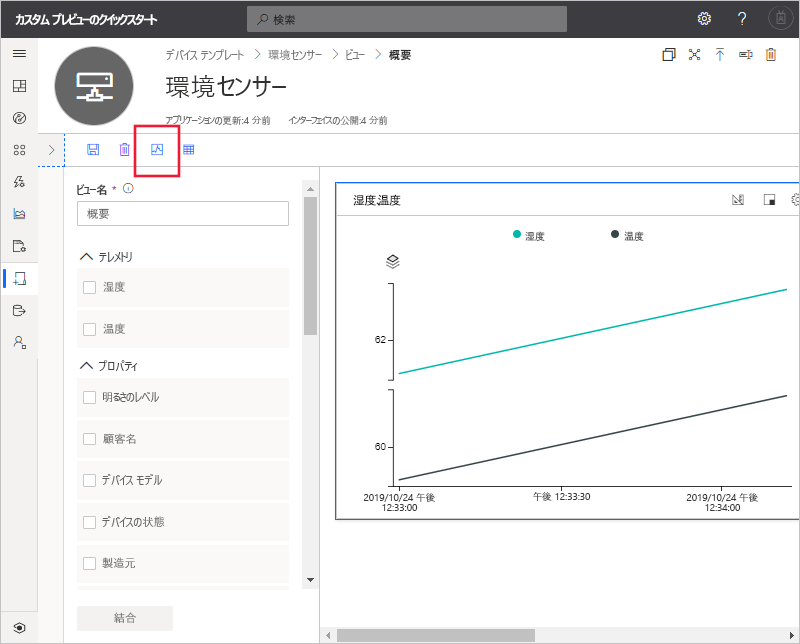 カスタム プレビューのクイックスタート
検索
?
デバイス テンプレート > 環境センサー > ビュー > 概要
環境センサー
アプリケーションの更新:4 分前 インターフェイスの公開:4 分前
ビュー名 *
概要
テレメトリ
湿度
温度
プロパティ
明るさのレベル
顧客名
デバイス モデル
デバイスの状態
製造元
結合
湿度,温度
湿度 温度
62
60
2019/10/24 午後
12:33:00
午後 12:33:30
2019/10/24 午後
12:34:00